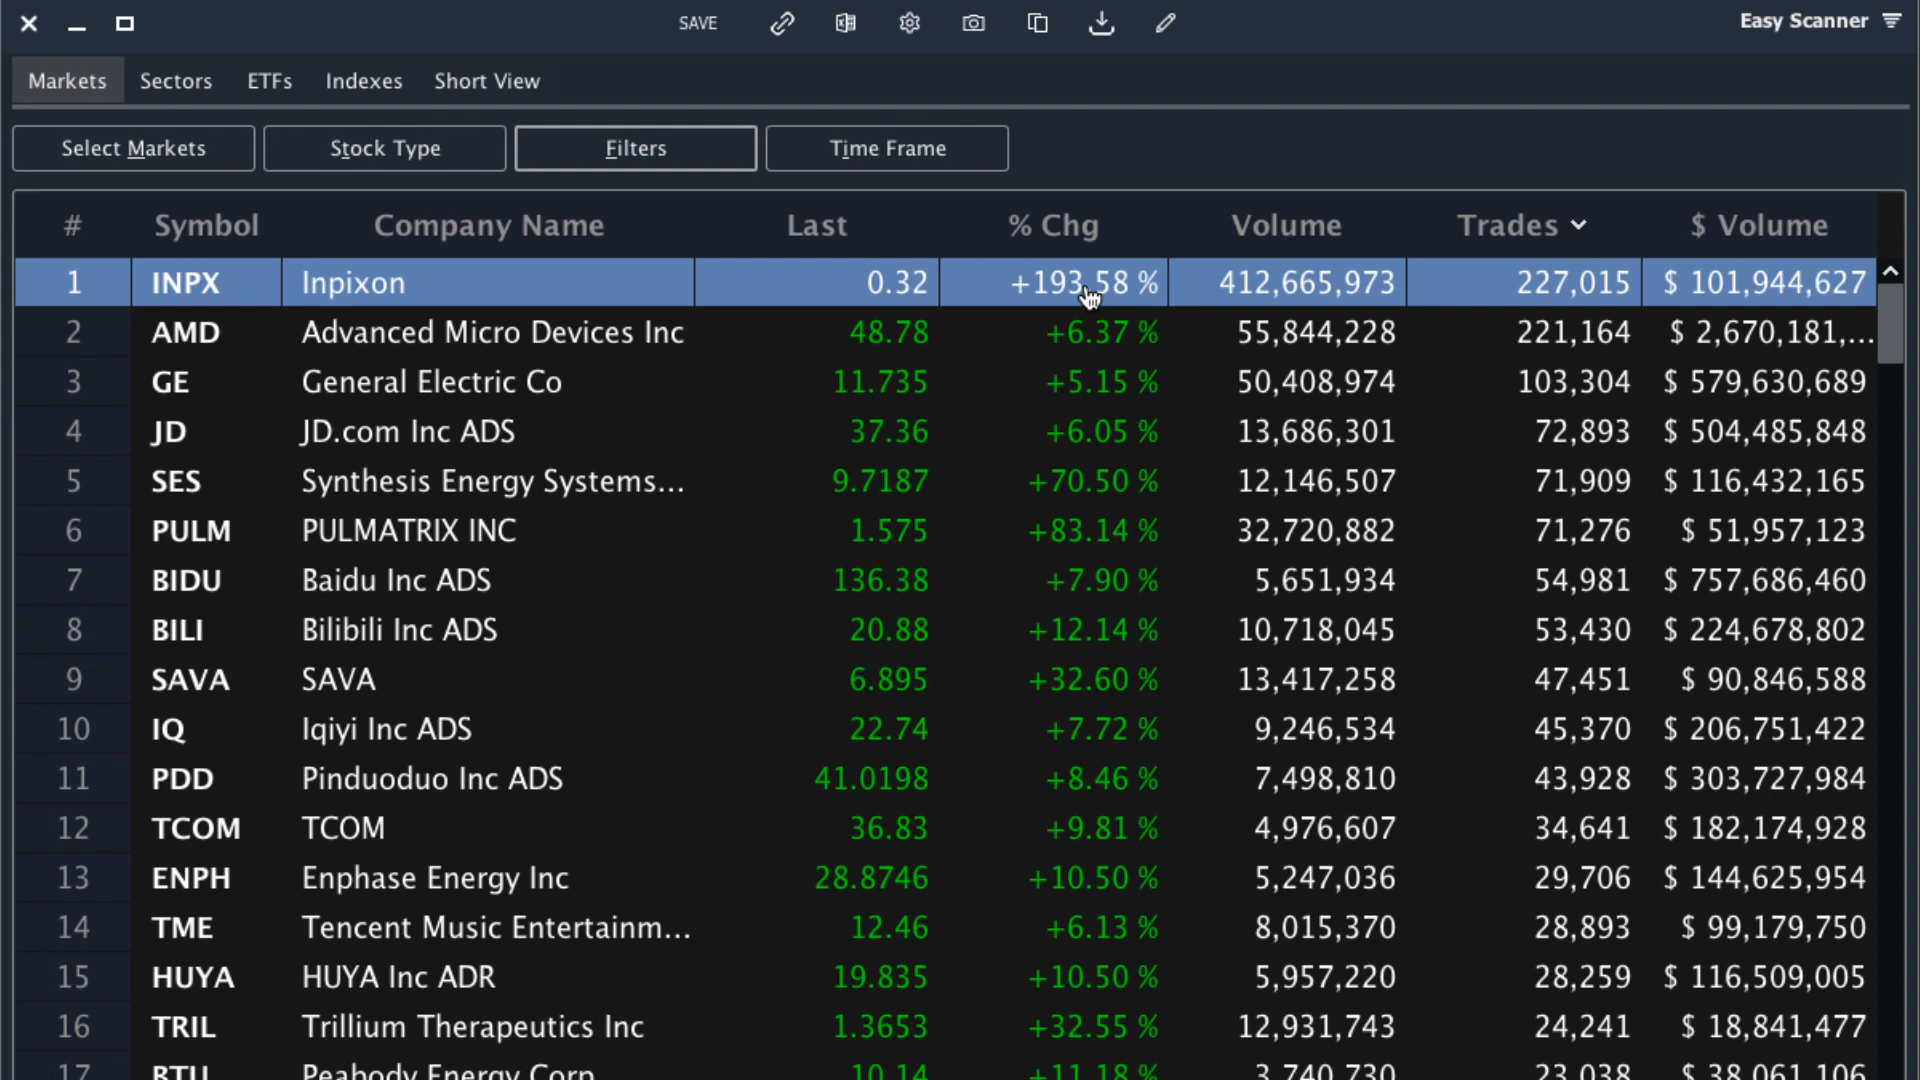 SAVE
Easy Scanner
Markets Sectors ETFs Indexes Short View
Select Markets Stock Type Filters Time Frame
# Symbol Company Name Last % Chg Volume Trades $ Volume
1 INPX Inpixon 0.32 +193.58 % 412,665,973 227,015 $ 101,944,627
2 AMD Advanced Micro Devices Inc 48.78 +6.37 % 55,844,228 221,164 $ 2,670,181,...
3 GE General Electric Co 11.735 +5.15 % 50,408,974 103,304 $ 579,630,689
4 JD JD.com Inc ADS 37.36 +6.05 % 13,686,301 72,893 $ 504,485,848
5 SES Synthesis Energy Systems... 9.7187 +70.50 % 12,146,507 71,909 $ 116,432,165
6 PULM PULMATRIX INC 1.575 +83.14 % 32,720,882 71,276 $ 51,957,123
7 BIDU Baidu Inc ADS 136.38 +7.90 % 5,651,934 54,981 $ 757,686,460
8 BILI Bilibili Inc ADS 20.88 +12.14 % 10,718,045 53,430 $ 224,678,802
9 SAVA SAVA 6.895 +32.60 % 13,417,258 47,451 $ 90,846,588
10 IQ Iqiyi Inc ADS 22.74 +7.72 % 9,246,534 45,370 $ 206,751,422
11 PDD Pinduoduo Inc ADS 41.0198 +8.46 % 7,498,810 43,928 $ 303,727,984
12 TCOM TCOM 36.83 +9.81 % 4,976,607 34,641 $ 182,174,928
13 ENPH Enphase Energy Inc 28.8746 +10.50 % 5,247,036 29,706 $ 144,625,954
14 TME Tencent Music Entertainm... 12.46 +6.13 % 8,015,370 28,893 $ 99,179,750
15 HUYA HUYA Inc ADR 19.835 +10.50 % 5,957,220 28,259 $ 116,509,005
16 TRIL Trillium Therapeutics Inc 1.3653 +32.55 % 12,931,743 24,241 $ 18,841,477
17 BTU Peabody Energy Corp 10.14 +11.18 % 3,740,730 23,038 $ 38,061,106